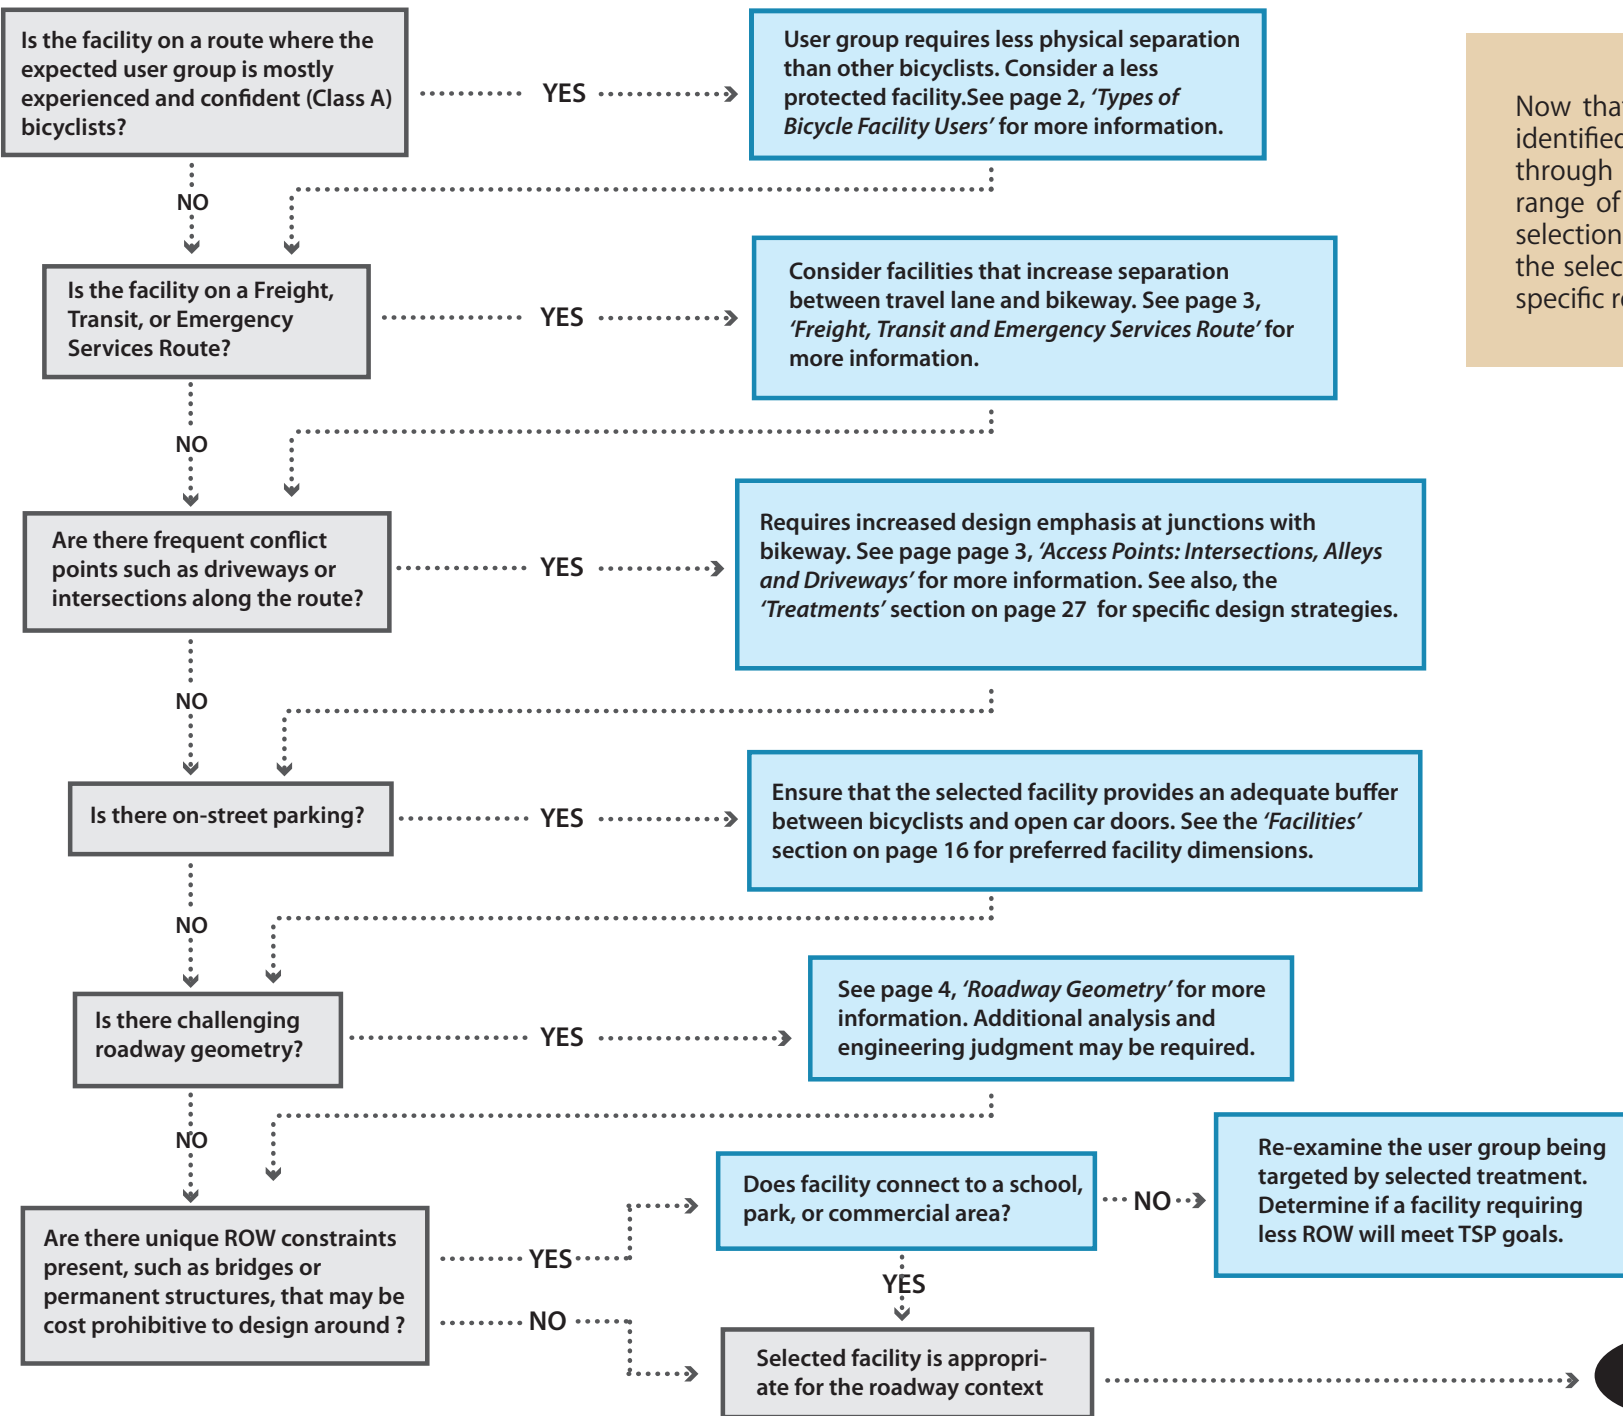 Is the facility on a route where the
expected user group is mostly
experienced and confident (Class A)
bicyclists?
YES
User group requires less physical separation
than other bicyclists. Consider a less
protected facility.See page 2, ‘Types of
Bicycle Facility Users’ for more information.
NO
Now that
identified
through
range of
selection
the selec
specific r
Is the facility on a Freight,
Transit, or Emergency
Services Route?
YES
Consider facilities that increase separation
between travel lane and bikeway. See page 3,
‘Freight, Transit and Emergency Services Route’ for
more information.
NO
Are there frequent conflict
points such as driveways or
intersections along the route?
YES
Requires increased design emphasis at junctions with
bikeway. See page page 3, ‘Access Points: Intersections, Alleys
and Driveways’ for more information. See also, the
‘Treatments’ section on page 27 for specific design strategies.
NO
Is there on-street parking?
YES
Ensure that the selected facility provides an adequate buffer
between bicyclists and open car doors. See the ‘Facilities’
section on page 16 for preferred facility dimensions.
NO
Is there challenging
roadway geometry?
YES
See page 4, ‘Roadway Geometry’ for more
information. Additional analysis and
engineering judgment may be required.
NO
Are there unique ROW constraints
present, such as bridges or
permanent structures, that may be
cost prohibitive to design around ?
YES
Does facility connect to a school,
park, or commercial area?
NO
Re-examine the user group being
targeted by selected treatment.
Determine if a facility requiring
less ROW will meet TSP goals.
YES
NO
Selected facility is appropri-
ate for the roadway context